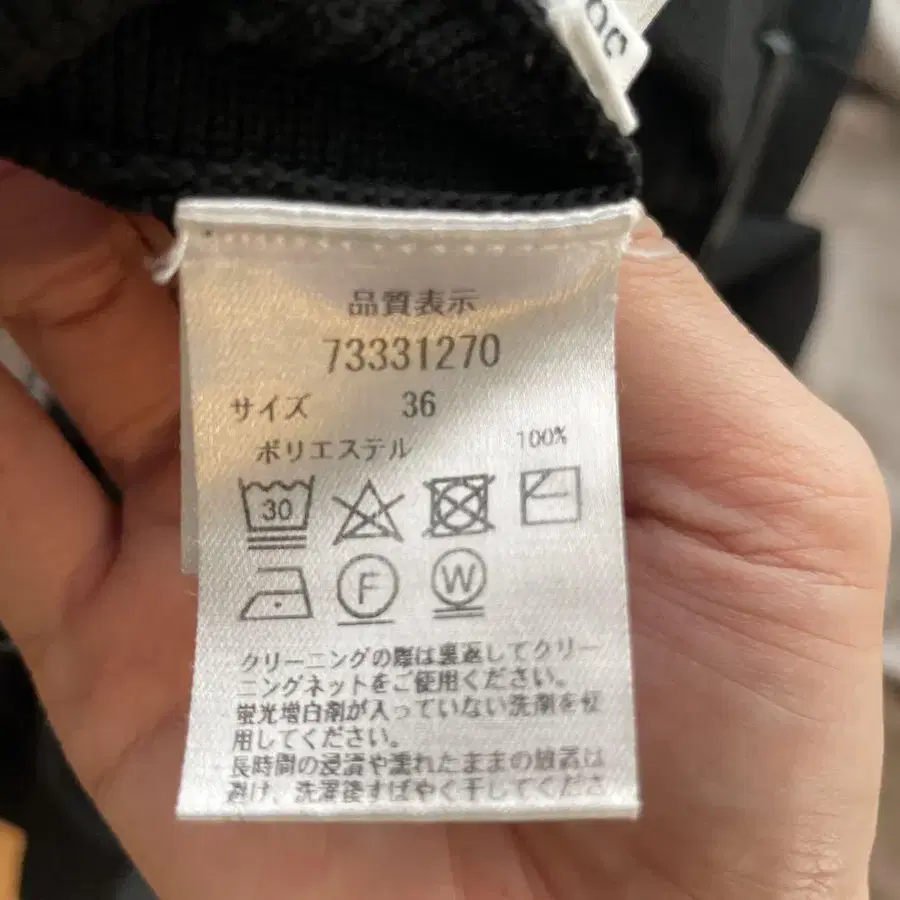 品質表示
73331270
サイズ 36
ポリエステル 100%
30
F W
クリーニングの際は裏返してクリー
ニングネットをご使用ください。
蛍光増白剤が入っていない洗剤を使
用してください。
長時間の浸漬や濡れたままの放置は
避け、洗濯後すばやく干してくださ